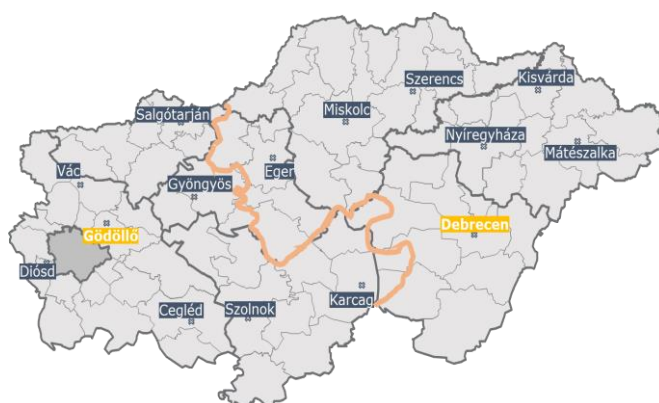 Szerencs
Kisvárda
Salgótarján
Miskolc
Nyíregyháza
Mátészalka
Eger
Vác
Gyöngyös
Debrecen
Gödöllő
Diósd
Karcag
Cegléd
Szolnok